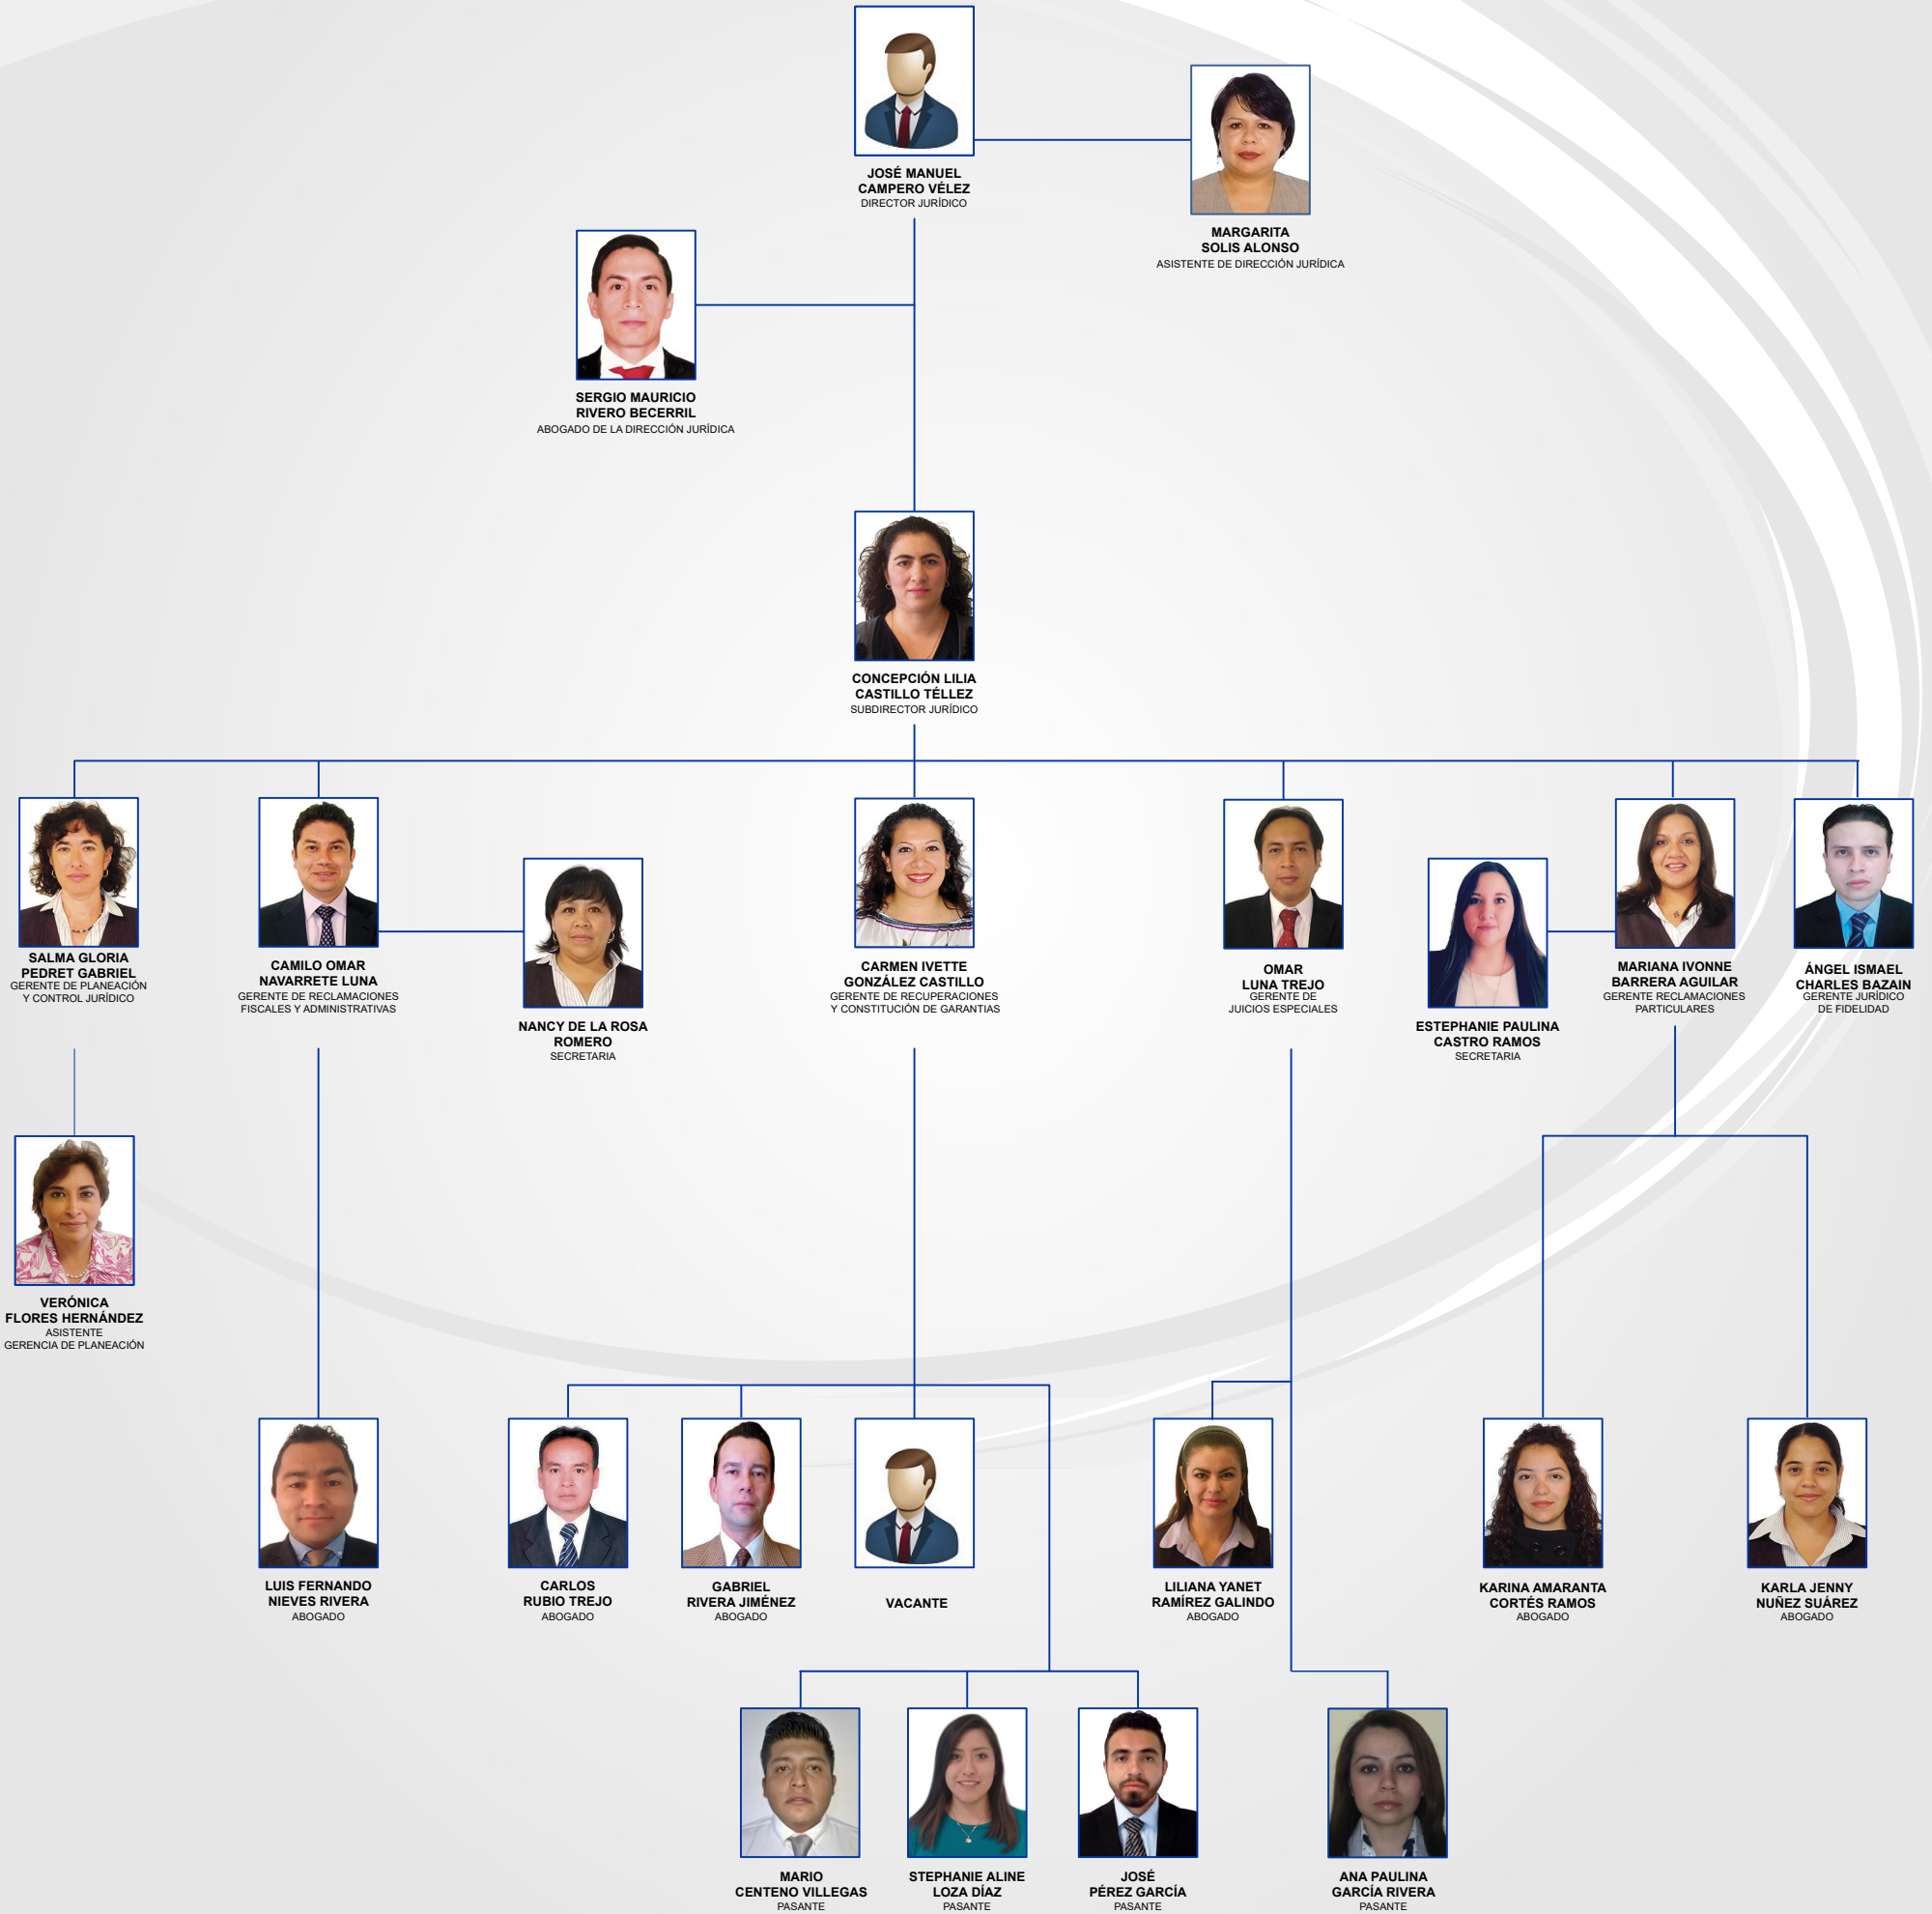 JOSÉ MANUEL
CAMPERO VÉLEZ
DIRECTOR JURÍDICO
MARGARITA
SOLIS ALONSO
ASISTENTE DE DIRECCIÓN JURÍDICA
SERGIO MAURICIO
RIVERO BECERRIL
ABOGADO DE LA DIRECCIÓN JURÍDICA
CONCEPCIÓN LILIA
CASTILLO TÉLLEZ
SUBDIRECTOR JURÍDICO
SALMA GLORIA
PEDRET GABRIEL
GERENTE DE PLANEACIÓN
Y CONTROL JURÍDICO
CAMILO OMAR
NAVARRETE LUNA
GERENTE DE RECLAMACIONES
FISCALES Y ADMINISTRATIVAS
NANCY DE LA ROSA
ROMERO
SECRETARIA
CARMEN IVETTE
GONZÁLEZ CASTILLO
GERENTE DE RECUPERACIONES
Y CONSTITUCIÓN DE GARANTIAS
OMAR
LUNA TREJO
GERENTE DE
JUICIOS ESPECIALES
ESTEPHANIE PAULINA
CASTRO RAMOS
SECRETARIA
MARIANA IVONNE
BARRERA AGUILAR
GERENTE RECLAMACIONES
PARTICULARES
ÁNGEL ISMAEL
CHARLES BAZAIN
GERENTE JURÍDICO
DE FIDELIDAD
VERÓNICA
FLORES HERNÁNDEZ
ASISTENTE
GERENCIA DE PLANEACIÓN
LUIS FERNANDO
NIEVES RIVERA
ABOGADO
CARLOS
RUBIO TREJO
ABOGADO
GABRIEL
RIVERA JIMÉNEZ
ABOGADO
VACANTE
LILIANA YANET
RAMÍREZ GALINDO
ABOGADO
KARINA AMARANTA
CORTÉS RAMOS
ABOGADO
KARLA JENNY
NUÑEZ SUÁREZ
ABOGADO
MARIO
CENTENO VILLEGAS
PASANTE
STEPHANIE ALINE
LOZA DÍAZ
PASANTE
JOSÉ
PÉREZ GARCÍA
PASANTE
ANA PAULINA
GARCÍA RIVERA
PASANTE